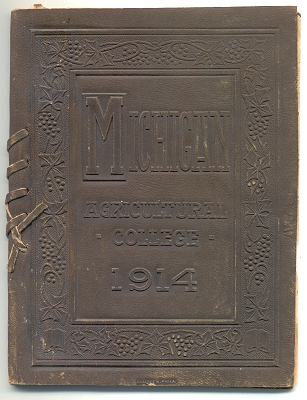 MICHIGAN
AGRICULTURAL
- COLLEGE -
1914